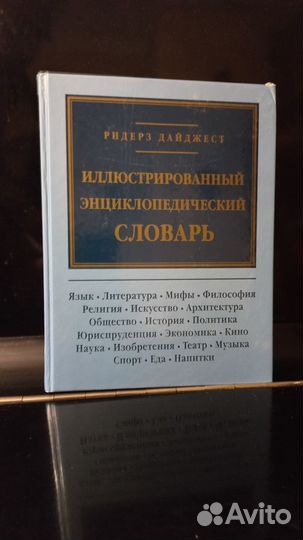 РИДЕРЗ ДАЙДЖЕСТ
ИЛЛЮСТРИРОВАННЫЙ
ЭНЦИКЛОПЕДИЧЕСКИЙ
СЛОВАРЬ
Язык • Литература • Мифы • Философия
Религия • Искусство • Архитектура
Общество • История • Политика
Юриспруденция • Экономика • Кино
Наука • Изобретения • Театр • Музыка
Спорт • Еда • Напитки
Avito